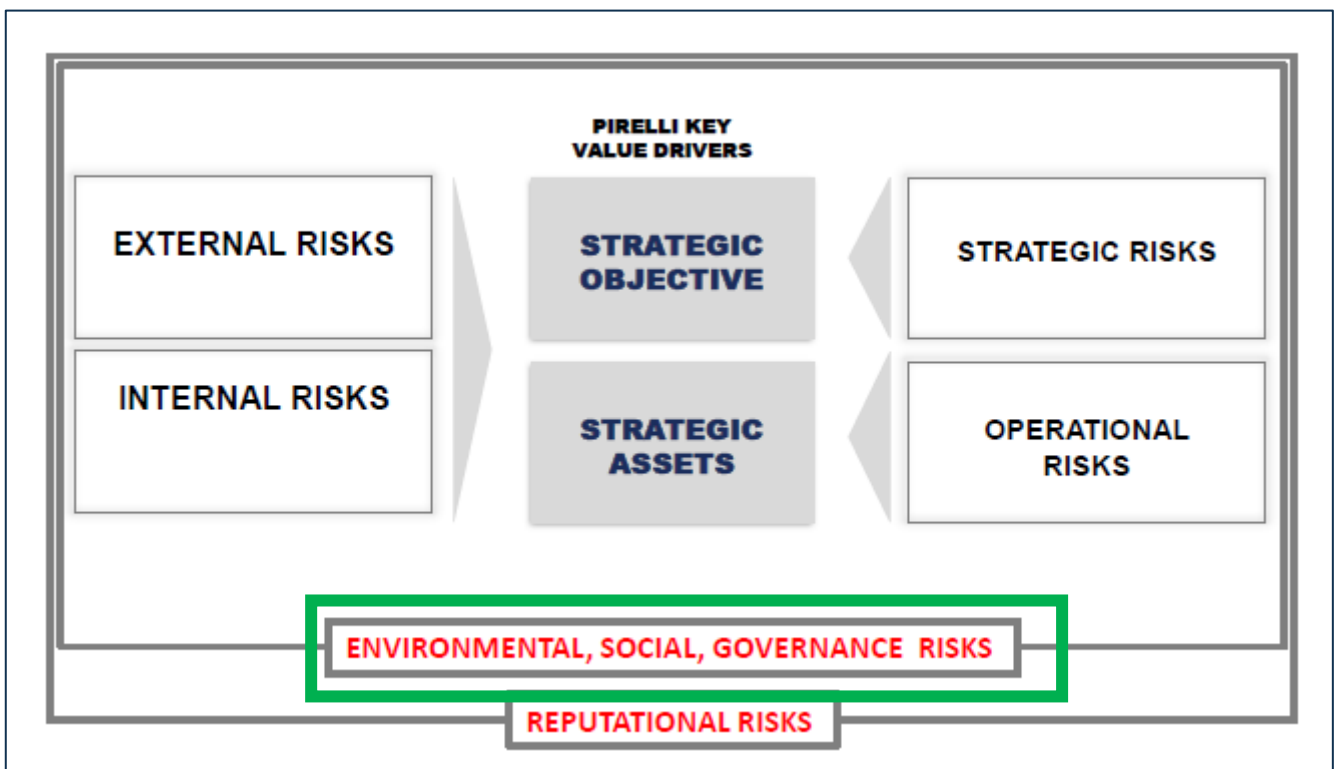 PIRELLI KEY
VALUE DRIVERS
EXTERNAL RISKS
STRATEGIC
OBJECTIVE
STRATEGIC RISKS
INTERNAL RISKS
STRATEGIC
ASSETS
OPERATIONAL
RISKS
ENVIRONMENTAL, SOCIAL, GOVERNANCE RISKS
REPUTATIONAL RISKS